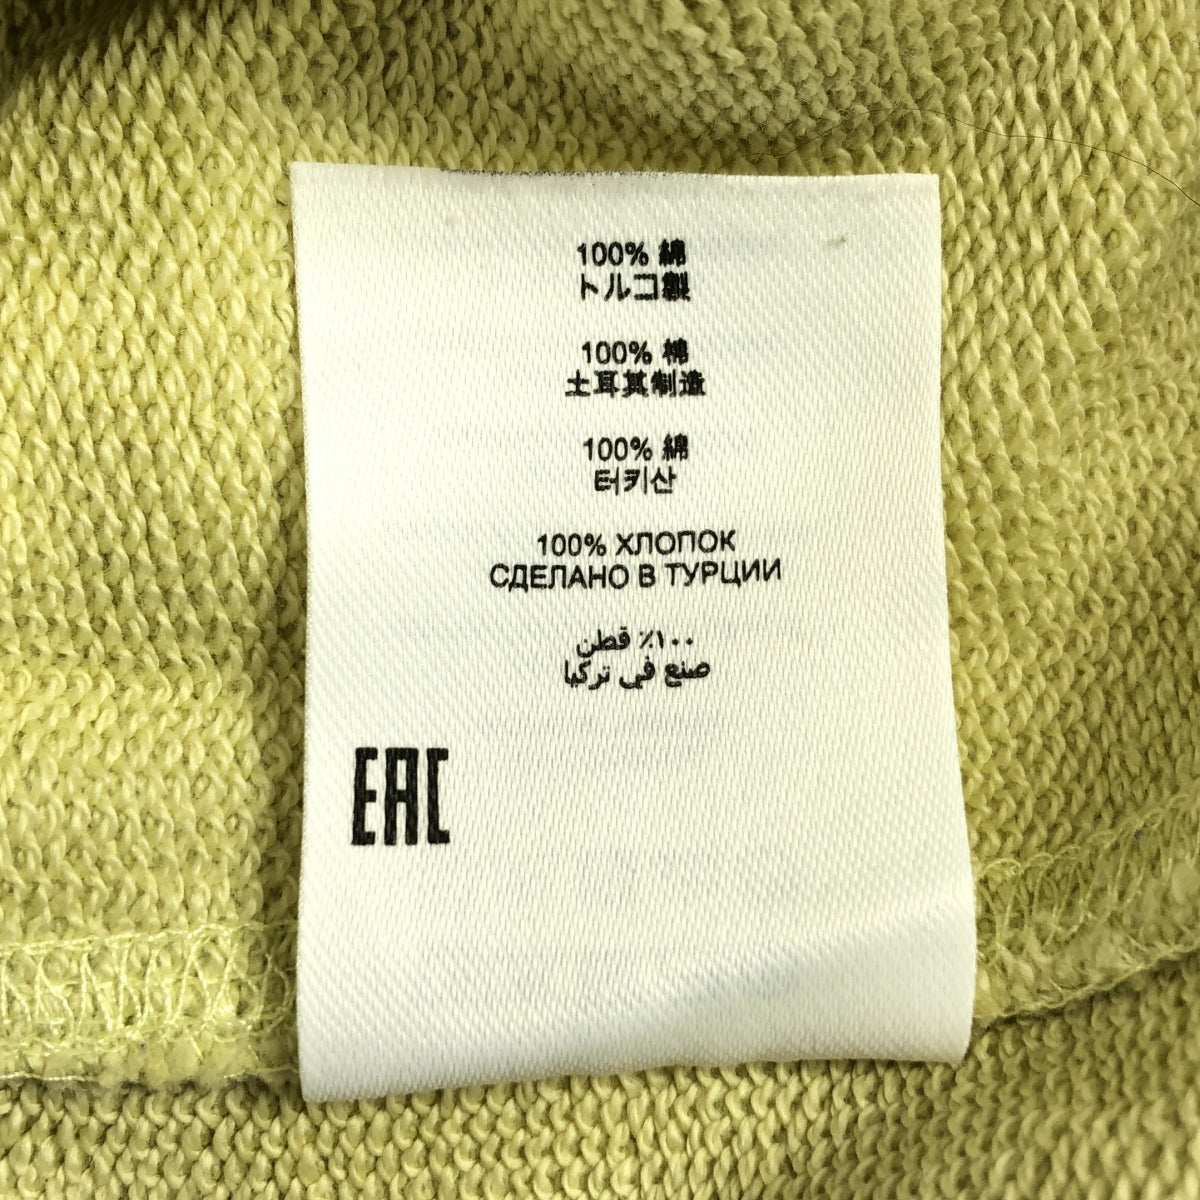 100% 綿
トルコ製
100% 棉
土耳其制造
100% 綿
터키산
100% ХЛОПОК
СДЕЛАНО В ТУРЦИИ
١٠٠٪ قطن
صنع في تركيا
EAC